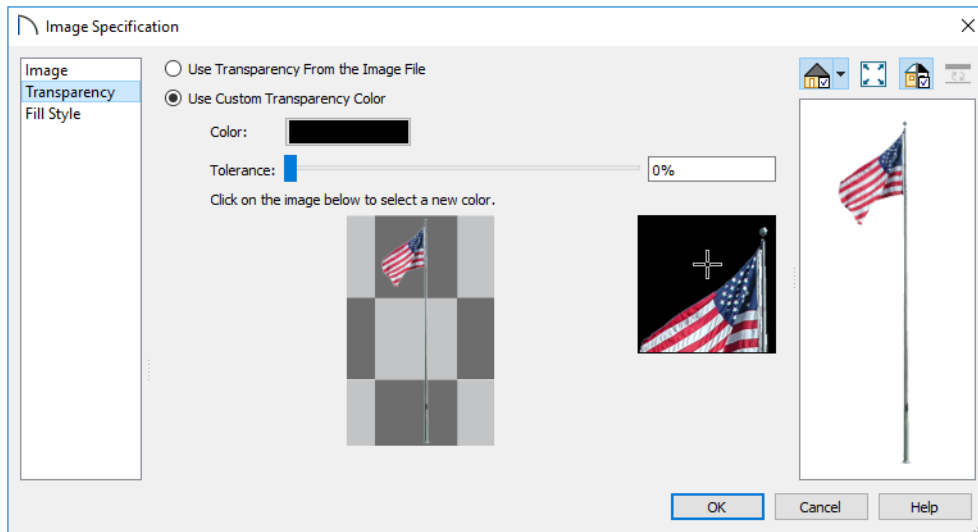 Image Specification
Image
Transparency
Fill Style
Use Transparency From the Image File
Use Custom Transparency Color
Color:
Tolerance:
0%
Click on the image below to select a new color.
OK
Cancel
Help